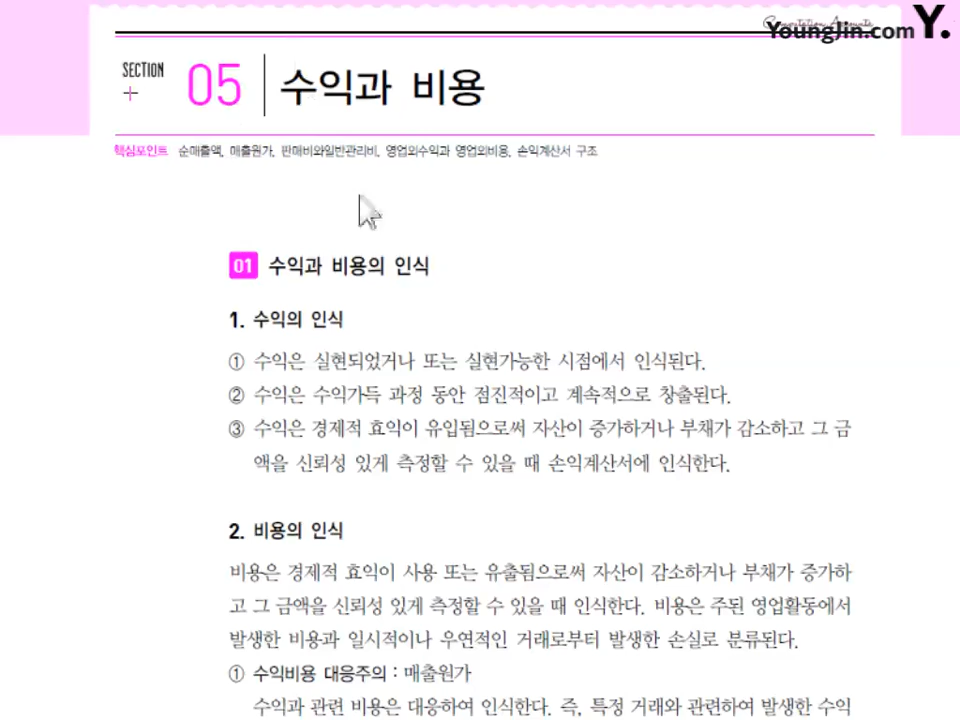 YoungJin.com Y.
SECTION 05 수익과 비용
핵심포인트 순매출액, 매출원가, 판매비와일반관리비, 영업외수익과 영업외비용, 손익계산서 구조
01 수익과 비용의 인식
1. 수익의 인식
① 수익은 실현되었거나 또는 실현가능한 시점에서 인식된다.
② 수익은 수익가득 과정 동안 점진적이고 계속적으로 창출된다.
③ 수익은 경제적 효익이 유입됨으로써 자산이 증가하거나 부채가 감소하고 그 금
액을 신뢰성 있게 측정할 수 있을 때 손익계산서에 인식한다.
2. 비용의 인식
비용은 경제적 효익이 사용 또는 유출됨으로써 자산이 감소하거나 부채가 증가하
고 그 금액을 신뢰성 있게 측정할 수 있을 때 인식한다. 비용은 주된 영업활동에서
발생한 비용과 일시적이나 우연적인 거래로부터 발생한 손실로 분류된다.
① 수익비용 대응주의 : 매출원가
수익과 관련 비용은 대응하여 인식한다. 즉, 특정 거래와 관련하여 발생한 수익